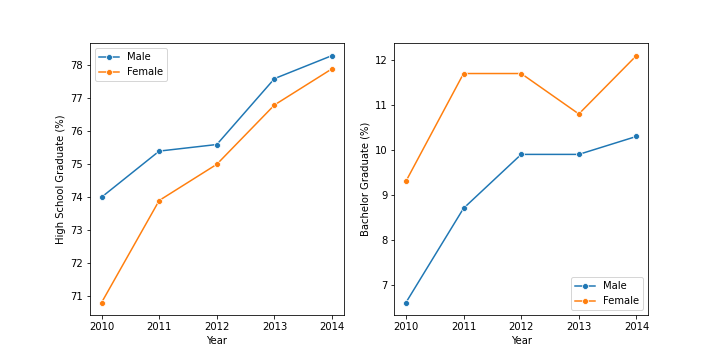 High School Graduate (%)
78
77
76
75
74
73
72
71
Male
Female
2010 2011 2012 2013 2014
Year
Bachelor Graduate (%)
12
11
10
9
8
7
Male
Female
2010 2011 2012 2013 2014
Year